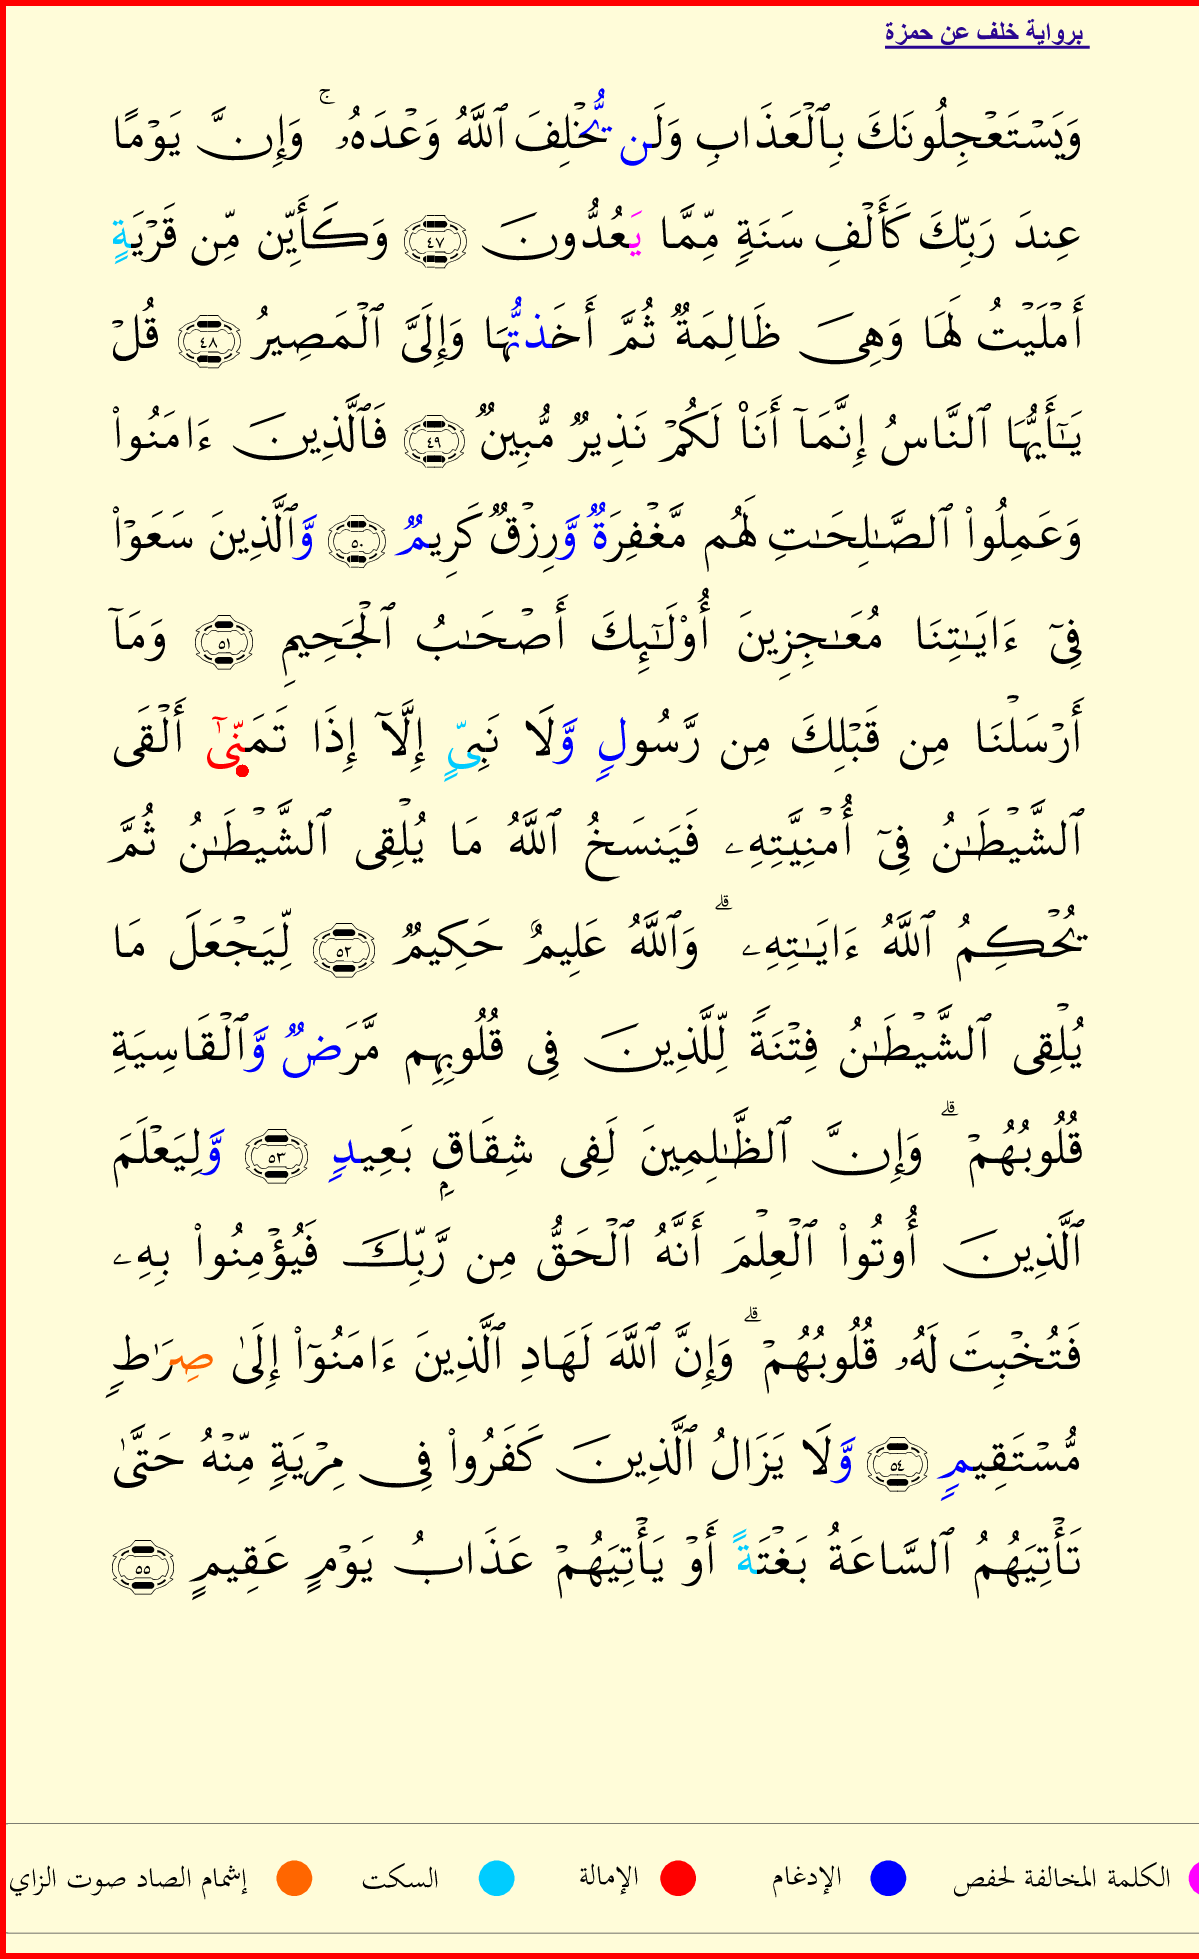 برواية خلف عن حمزة
وَيَسۡتَعۡجِلُونَكَ بِٱلۡعَذَابِ وَلَن يُّخۡلِفَ ٱللَّهُ وَعۡدَهُۥۚ وَإِنَّ يَوۡمًا
عِندَ رَبِّكَ كَأَلۡفِ سَنَةٖ مِّمَّا يَعُدُّونَ ٤٧ وَكَأَيِّن مِّن قَرۡيَةٍ
أَمۡلَيۡتُ لَهَا وَهِيَ ظَالِمَةٞ ثُمَّ أَخَذتُّهَا وَإِلَيَّ ٱلۡمَصِيرُ ٤٨ قُلۡ
يَٰٓأَيُّهَا ٱلنَّاسُ إِنَّمَآ أَنَا۠ لَكُمۡ نَذِيرٞ مُّبِينٞ ٤٩ فَٱلَّذِينَ ءَامَنُواْ
وَعَمِلُواْ ٱلصَّٰلِحَٰتِ لَهُم مَّغۡفِرَةٞ وَّرِزۡقٞ كَرِيمٞ ٥٠ وَّٱلَّذِينَ سَعَوۡاْ
فِيٓ ءَايَٰتِنَا مُعَٰجِزِينَ أُوْلَٰٓئِكَ أَصۡحَٰبُ ٱلۡجَحِيمِ ٥١ وَمَآ
أَرۡسَلۡنَا مِن قَبۡلِكَ مِن رَّسُولٖ وَّلَا نَبِيٍّ إِلَّآ إِذَا تَمَنّٜىٰٓ أَلۡقَى
ٱلشَّيۡطَٰنُ فِيٓ أُمۡنِيَّتِهِۦ فَيَنسَخُ ٱللَّهُ مَا يُلۡقِي ٱلشَّيۡطَٰنُ ثُمَّ
يُحۡكِمُ ٱللَّهُ ءَايَٰتِهِۦۗ وَٱللَّهُ عَلِيمٌ حَكِيمٞ ٥٢ لِّيَجۡعَلَ مَا
يُلۡقِي ٱلشَّيۡطَٰنُ فِتۡنَةٗ لِّلَّذِينَ فِي قُلُوبِهِم مَّرَضٞ وَّٱلۡقَاسِيَةِ
قُلُوبُهُمۡۗ وَإِنَّ ٱلظَّٰلِمِينَ لَفِي شِقَاقِۭ بَعِيدٖ ٥٣ وَّلِيَعۡلَمَ
ٱلَّذِينَ أُوتُواْ ٱلۡعِلۡمَ أَنَّهُ ٱلۡحَقُّ مِن رَّبِّكَ فَيُؤۡمِنُواْ بِهِۦ
فَتُخۡبِتَ لَهُۥ قُلُوبُهُمۡۗ وَإِنَّ ٱللَّهَ لَهَادِ ٱلَّذِينَ ءَامَنُوٓاْ إِلَىٰ صِرَٰطٖ
مُّسۡتَقِيمٖ ٥٤ وَّلَا يَزَالُ ٱلَّذِينَ كَفَرُواْ فِي مِرۡيَةٖ مِّنۡهُ حَتَّىٰ
تَأۡتِيَهُمُ ٱلسَّاعَةُ بَغۡتَةً أَوۡ يَأۡتِيَهُمۡ عَذَابُ يَوۡمٍ عَقِيمٍ ٥٥
الكلمة المخالفة لحفص الإدغام الإمالة السكت إشمام الصاد صوت الزاي